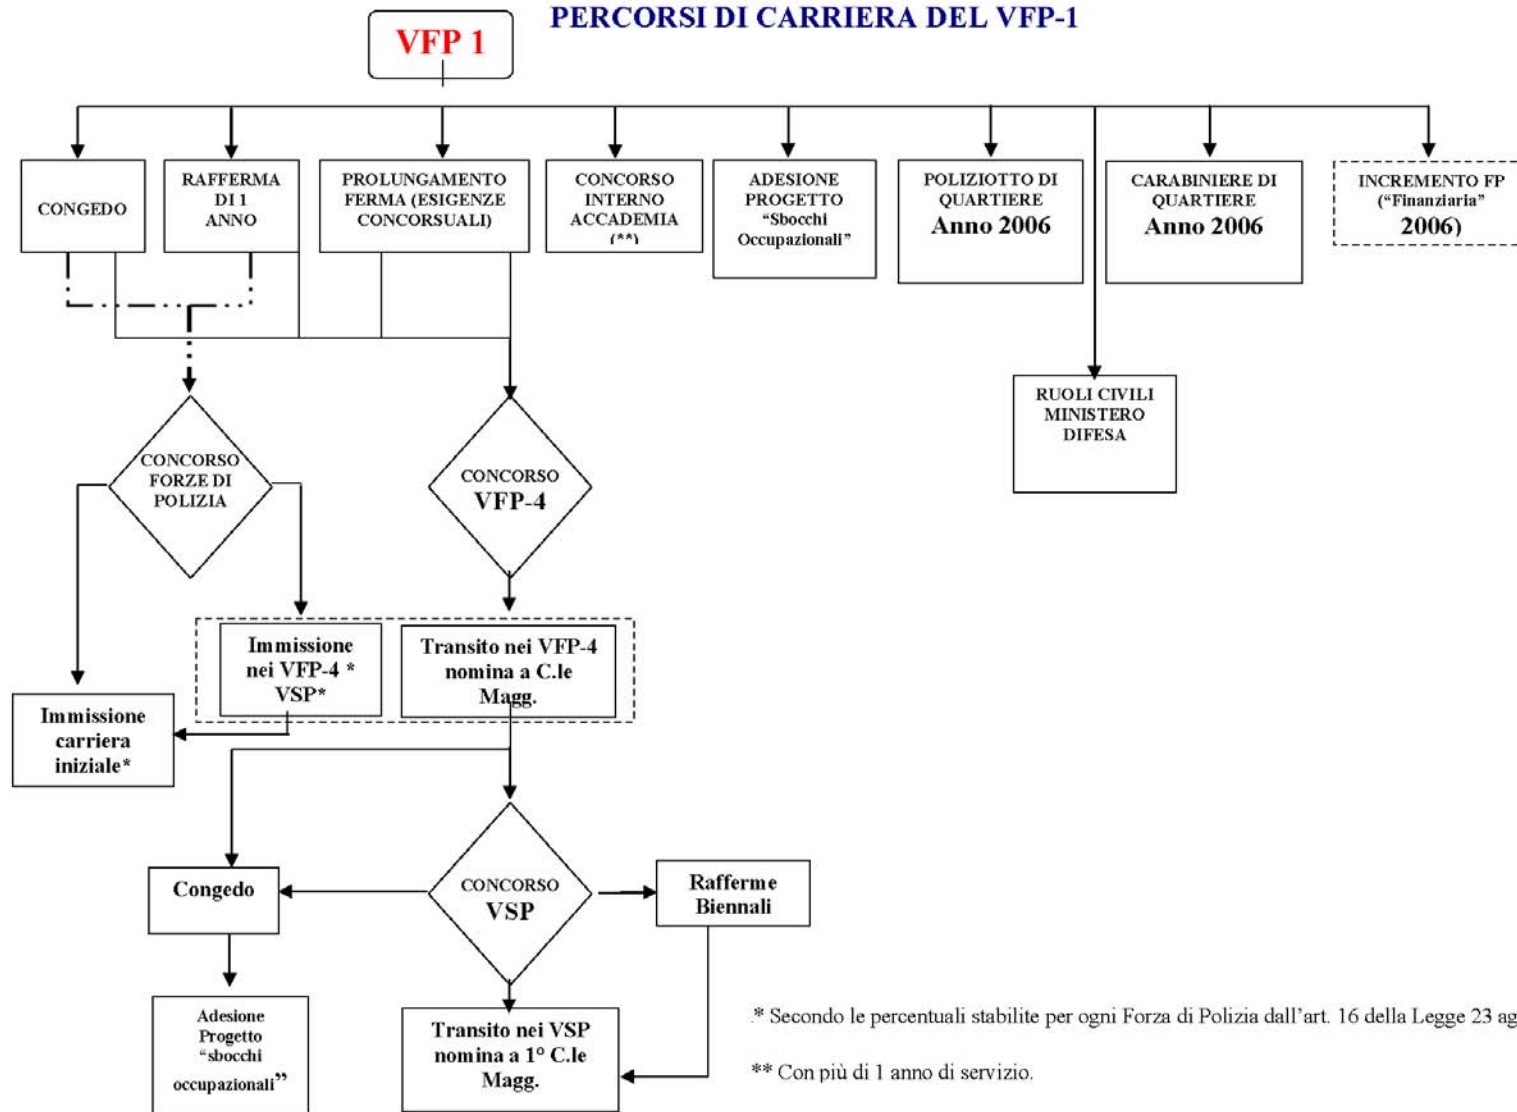 PERCORSI DI CARRIERA DEL VFP-1
VFP 1
CONGEDO
RAFFERMA
DI 1
ANNO
PROLUNGAMENTO
FERMA (ESIGENZE
CONCORSUALI)
CONCORSO
INTERNO
ACCADEMIA
(**)
ADESIONE
PROGETTO
“Sbocchi
Occupazionali”
POLIZIOTTO DI
QUARTIERE
Anno 2006
CARABINIERE DI
QUARTIERE
Anno 2006
INCREMENTO FP
(“Finanziaria”
2006)
RUOLI CIVILI
MINISTERO
DIFESA
CONCORSO
FORZE DI
POLIZIA
CONCORSO
VFP-4
Immissione
nei VFP-4 *
VSP*
Transito nei VFP-4
nomina a C.le
Magg.
Immissione
carriera
iniziale*
Congedo
CONCORSO
VSP
Rafferme
Biennali
Adesione
Progetto
“sbocchi
occupazionali”
Transito nei VSP
nomina a 1° C.le
Magg.
.* Secondo le percentuali stabilite per ogni Forza di Polizia dall'art. 16 della Legge 23 ag
** Con più di 1 anno di servizio.